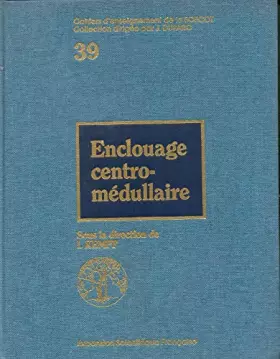 Cahiers d'enseignement de la SOFCOT
Collection dirigée par J. DUPARC
39
Enclouage
centro-
médullaire
Sous la direction de
I. KEMPF
Expansion Scientifique Française